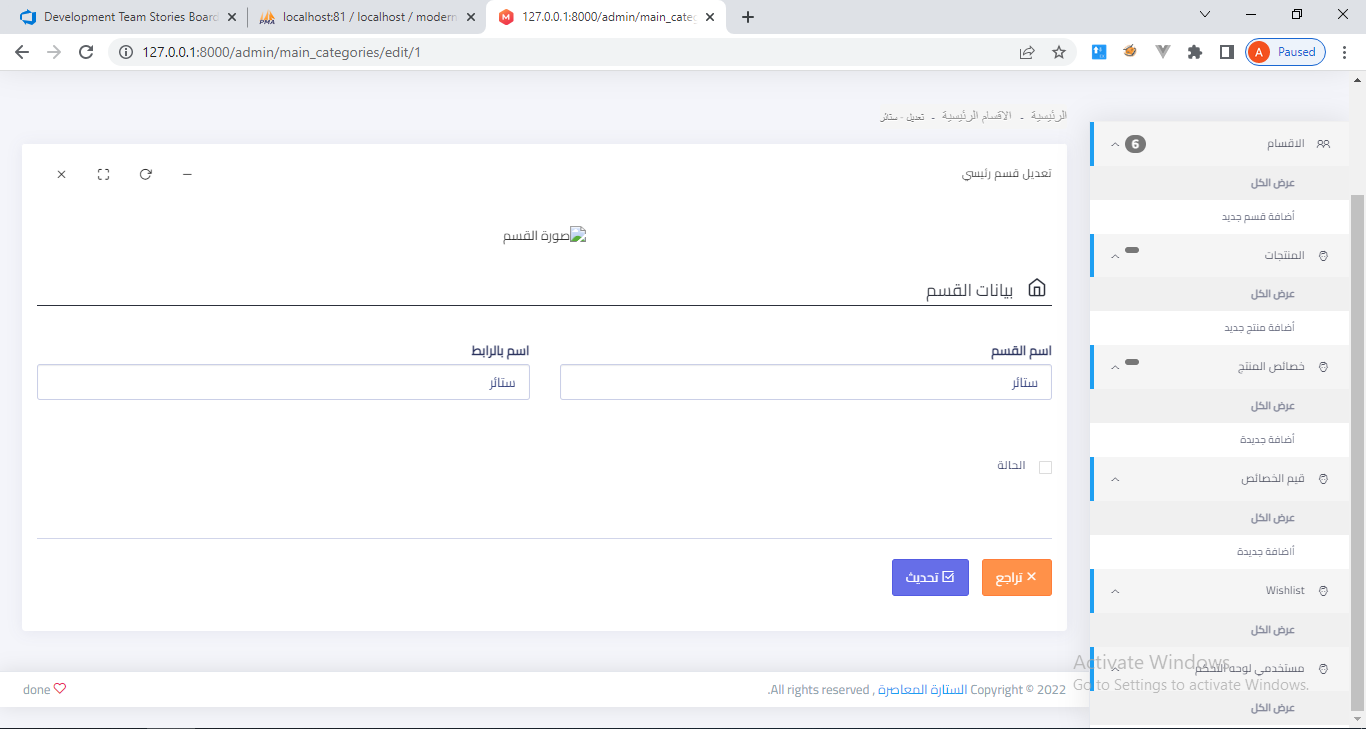 Development Team Stories Board
localhost:81 / localhost / modern
127.0.0.1:8000/admin/main_categ
127.0.0.1:8000/admin/main_categories/edit/1
A Paused
الرئيسية - الاقسام الرئيسية - تعديل - ستائر
تعديل قسم رئيسي
صورة القسم
بيانات القسم
اسم القسم
اسم بالرابط
ستائر
ستائر
الحالة
تراجع
تحديث
الاقسام 6
عرض الكل
أضافة قسم جديد
المنتجات
عرض الكل
أضافة منتج جديد
خصائص المنتج
عرض الكل
أضافة جديدة
قيم الخصائص
عرض الكل
أاضافة جديدة
Wishlist
عرض الكل
مستخدمي لوحه التحكم
عرض الكل
Activate Windows
Go to Settings to activate Windows.
.All rights reserved , الستارة المعاصرة Copyright © 2022
done